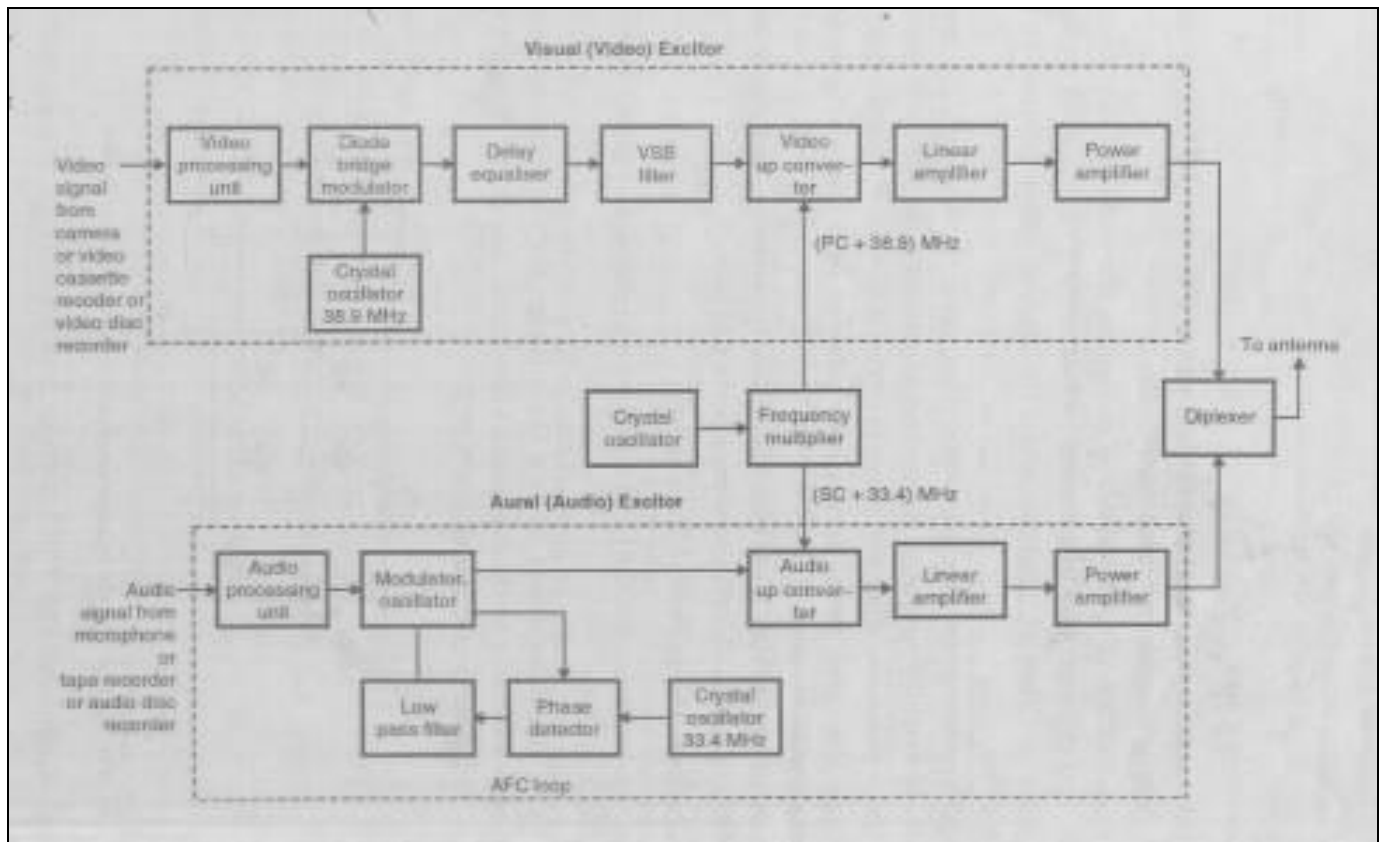 Visual (Video) Excitor
Video
signal
from
camera
or video
cassette
recoder or
video disc
recorder
Video
processing
unit
Diode
bridge
modulator
Delay
equaliser
VSB
filter
Video
up conver-
ter
Linear
amplifier
Power
amplifier
Crystal
oscillator
38.9 MHz
(PC + 38.9) MHz
To antenna
Crystal
oscillator
Frequency
multiplier
Diplexer
(SC + 33.4) MHz
Aural (Audio) Excitor
Audio
signal from
microphone
or
tape recorder
or audio disc
recorder
Audio
processing
unit
Modulator
oscillator
Audio
up conver-
ter
Linear
amplifier
Power
amplifier
Low
pass filter
Phase
detector
Crystal
oscillator
33.4 MHz
AFC loop